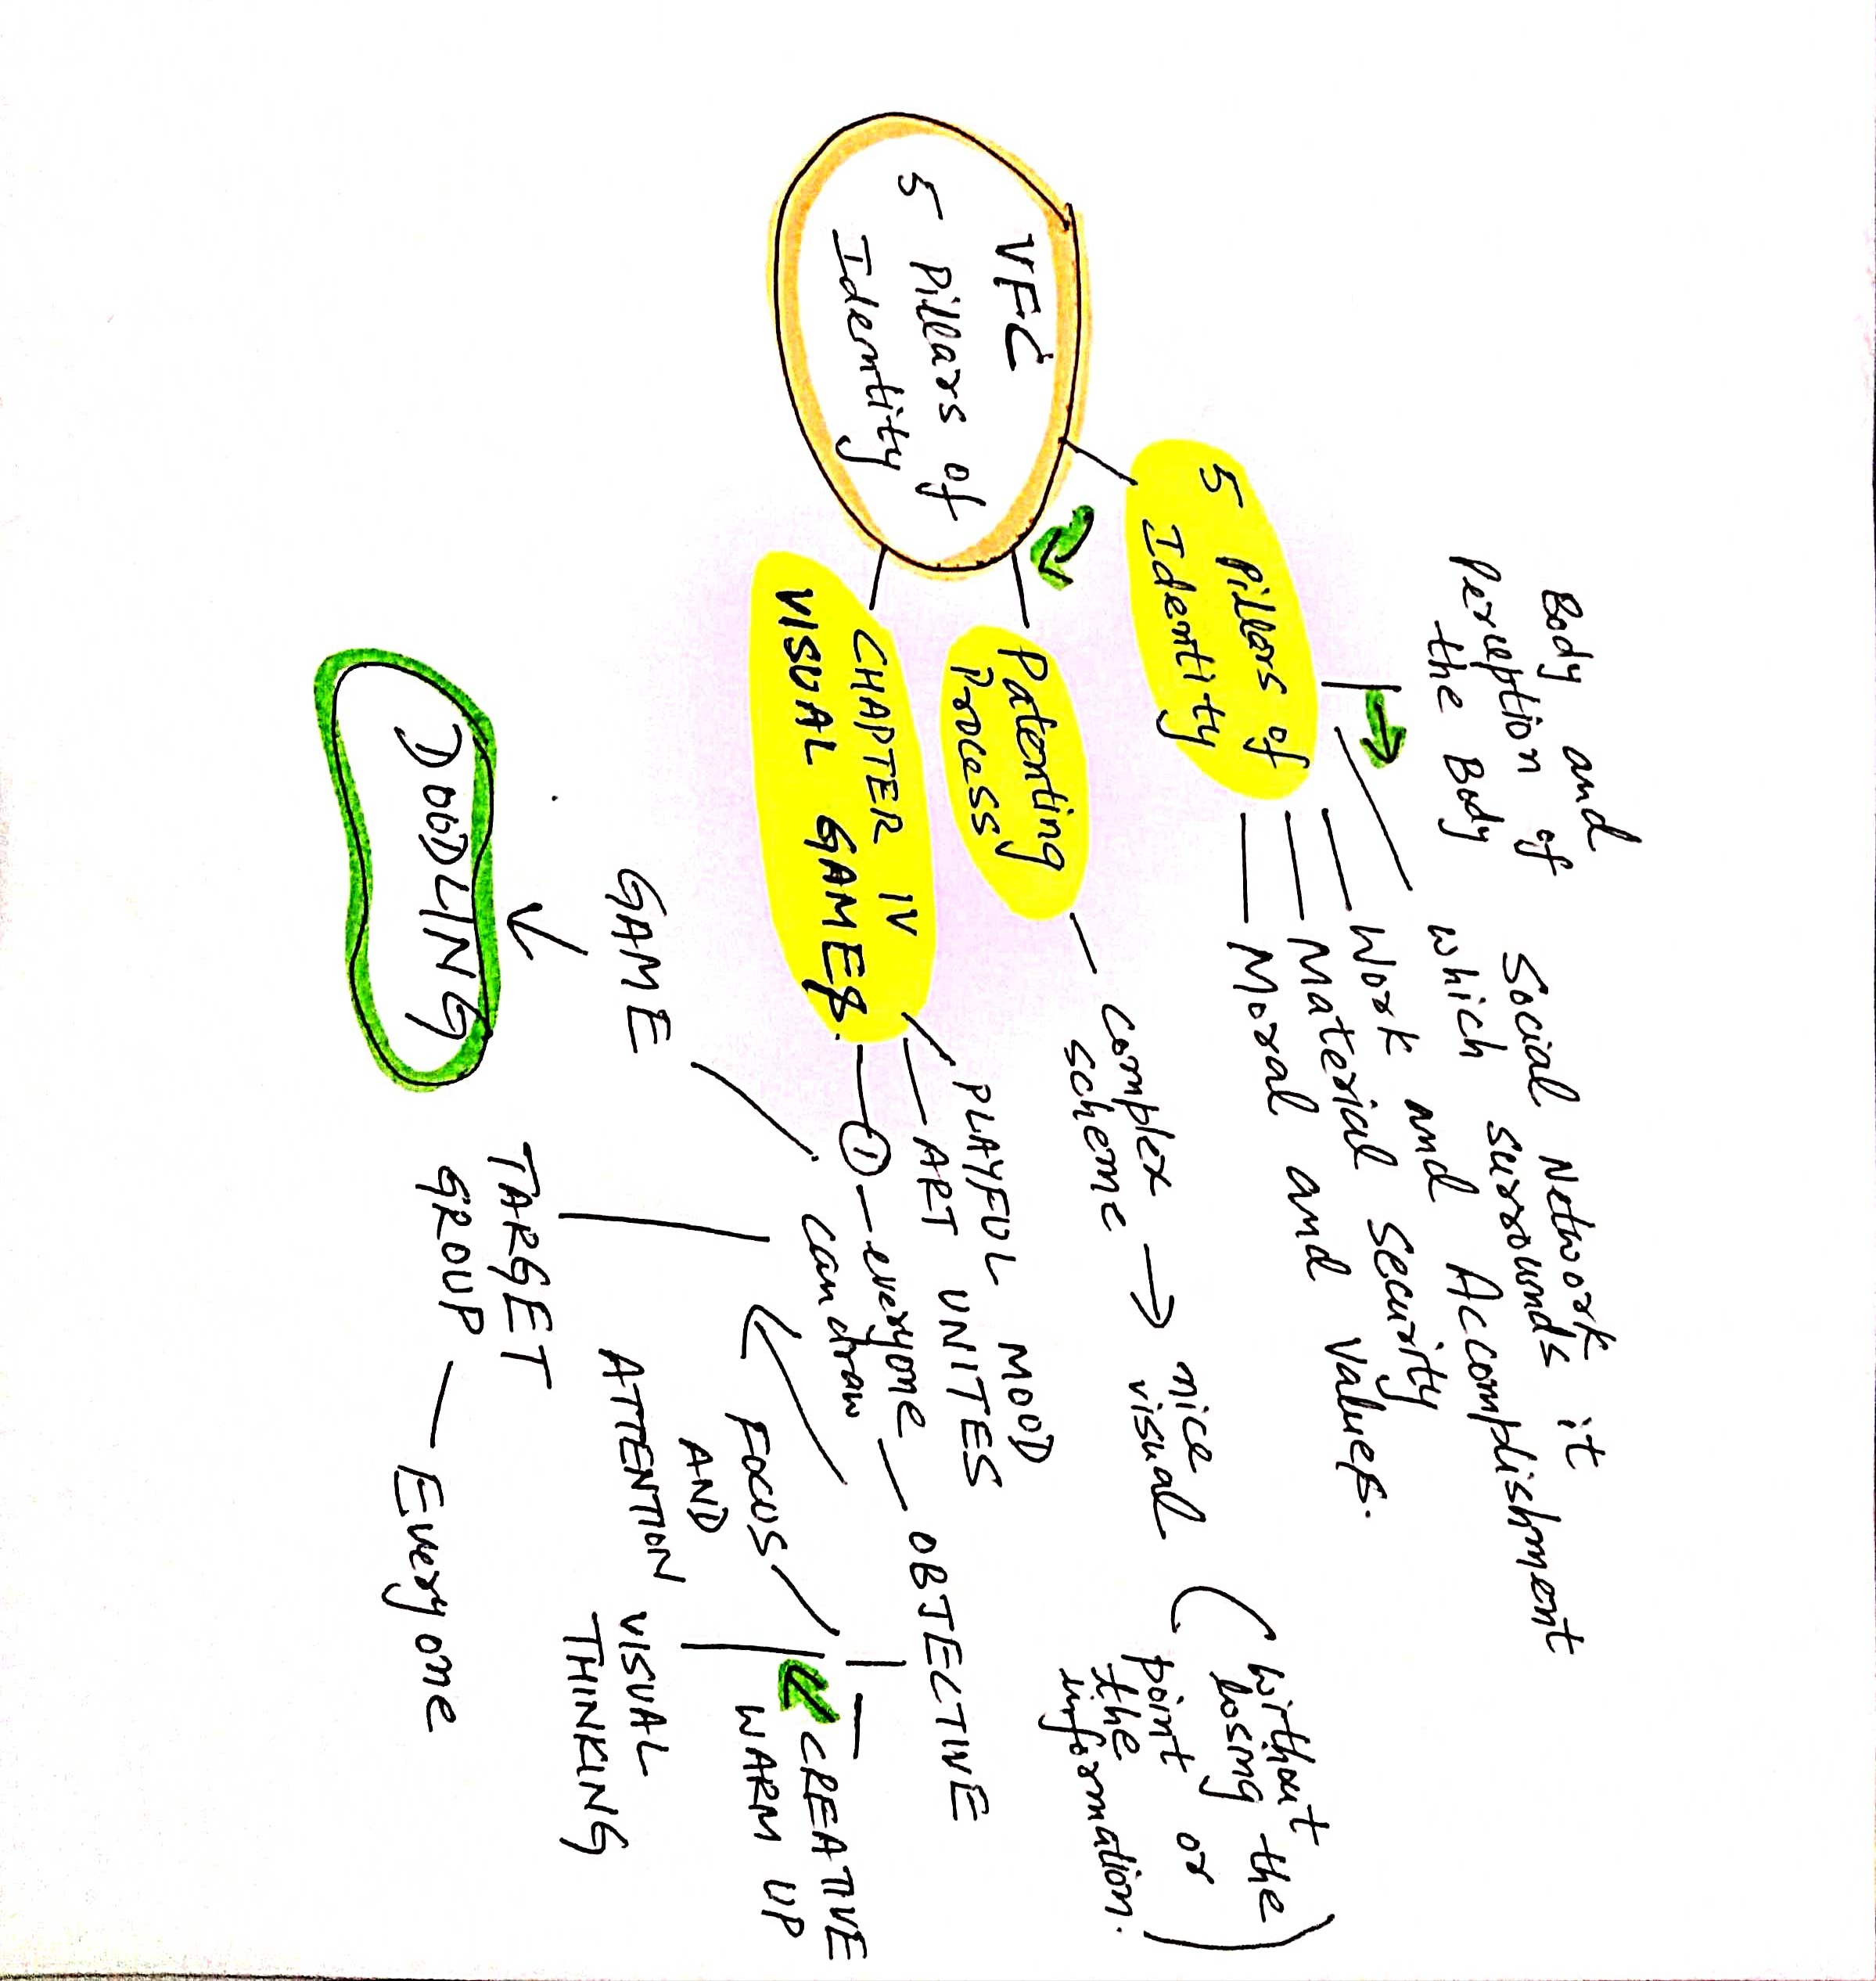 VFC
5 Pillars of
Identity
5 Pillars of
Identity
Body and
Perception of
the Body
Social Network
which surrounds it
Work and Accomplishment
Material Security
Moral and Values.
Patenting
Process
complex
scheme → nice
visual
(without
losing the
point or
the
information.)
CHAPTER IV
VISUAL GAMES.
PLAYFUL MOOD
ART UNITES
① everyone
can draw
OBJECTIVE
CREATIVE
WARM UP
VISUAL
THINKING
FOCUS
AND
ATTENTION
TARGET
GROUP
Everyone
GAME
DOODLING